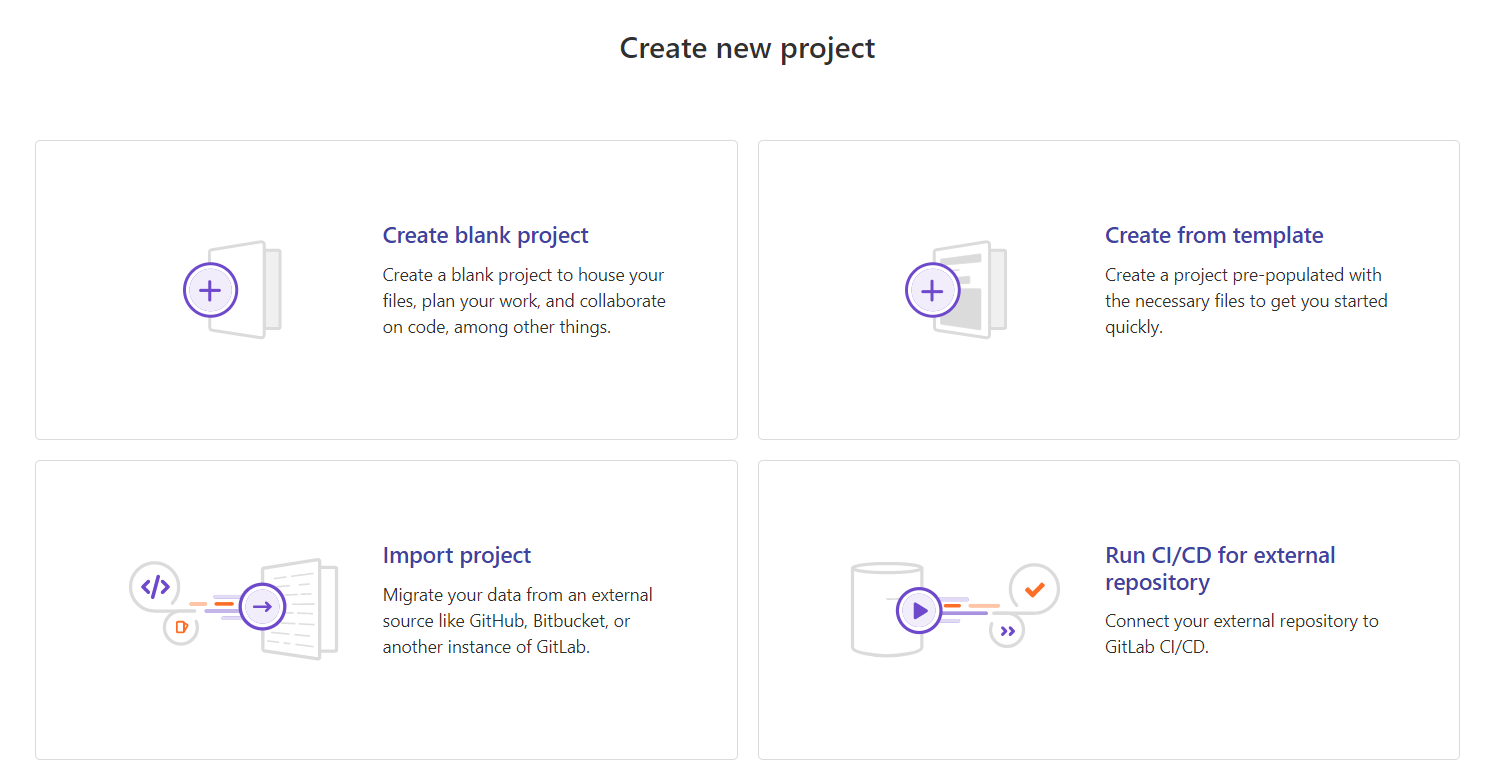 Create new project
Create blank project
Create a blank project to house your
files, plan your work, and collaborate
on code, among other things.
Create from template
Create a project pre-populated with
the necessary files to get you started
quickly.
Import project
Migrate your data from an external
source like GitHub, Bitbucket, or
another instance of GitLab.
Run CI/CD for external
repository
Connect your external repository to
GitLab CI/CD.